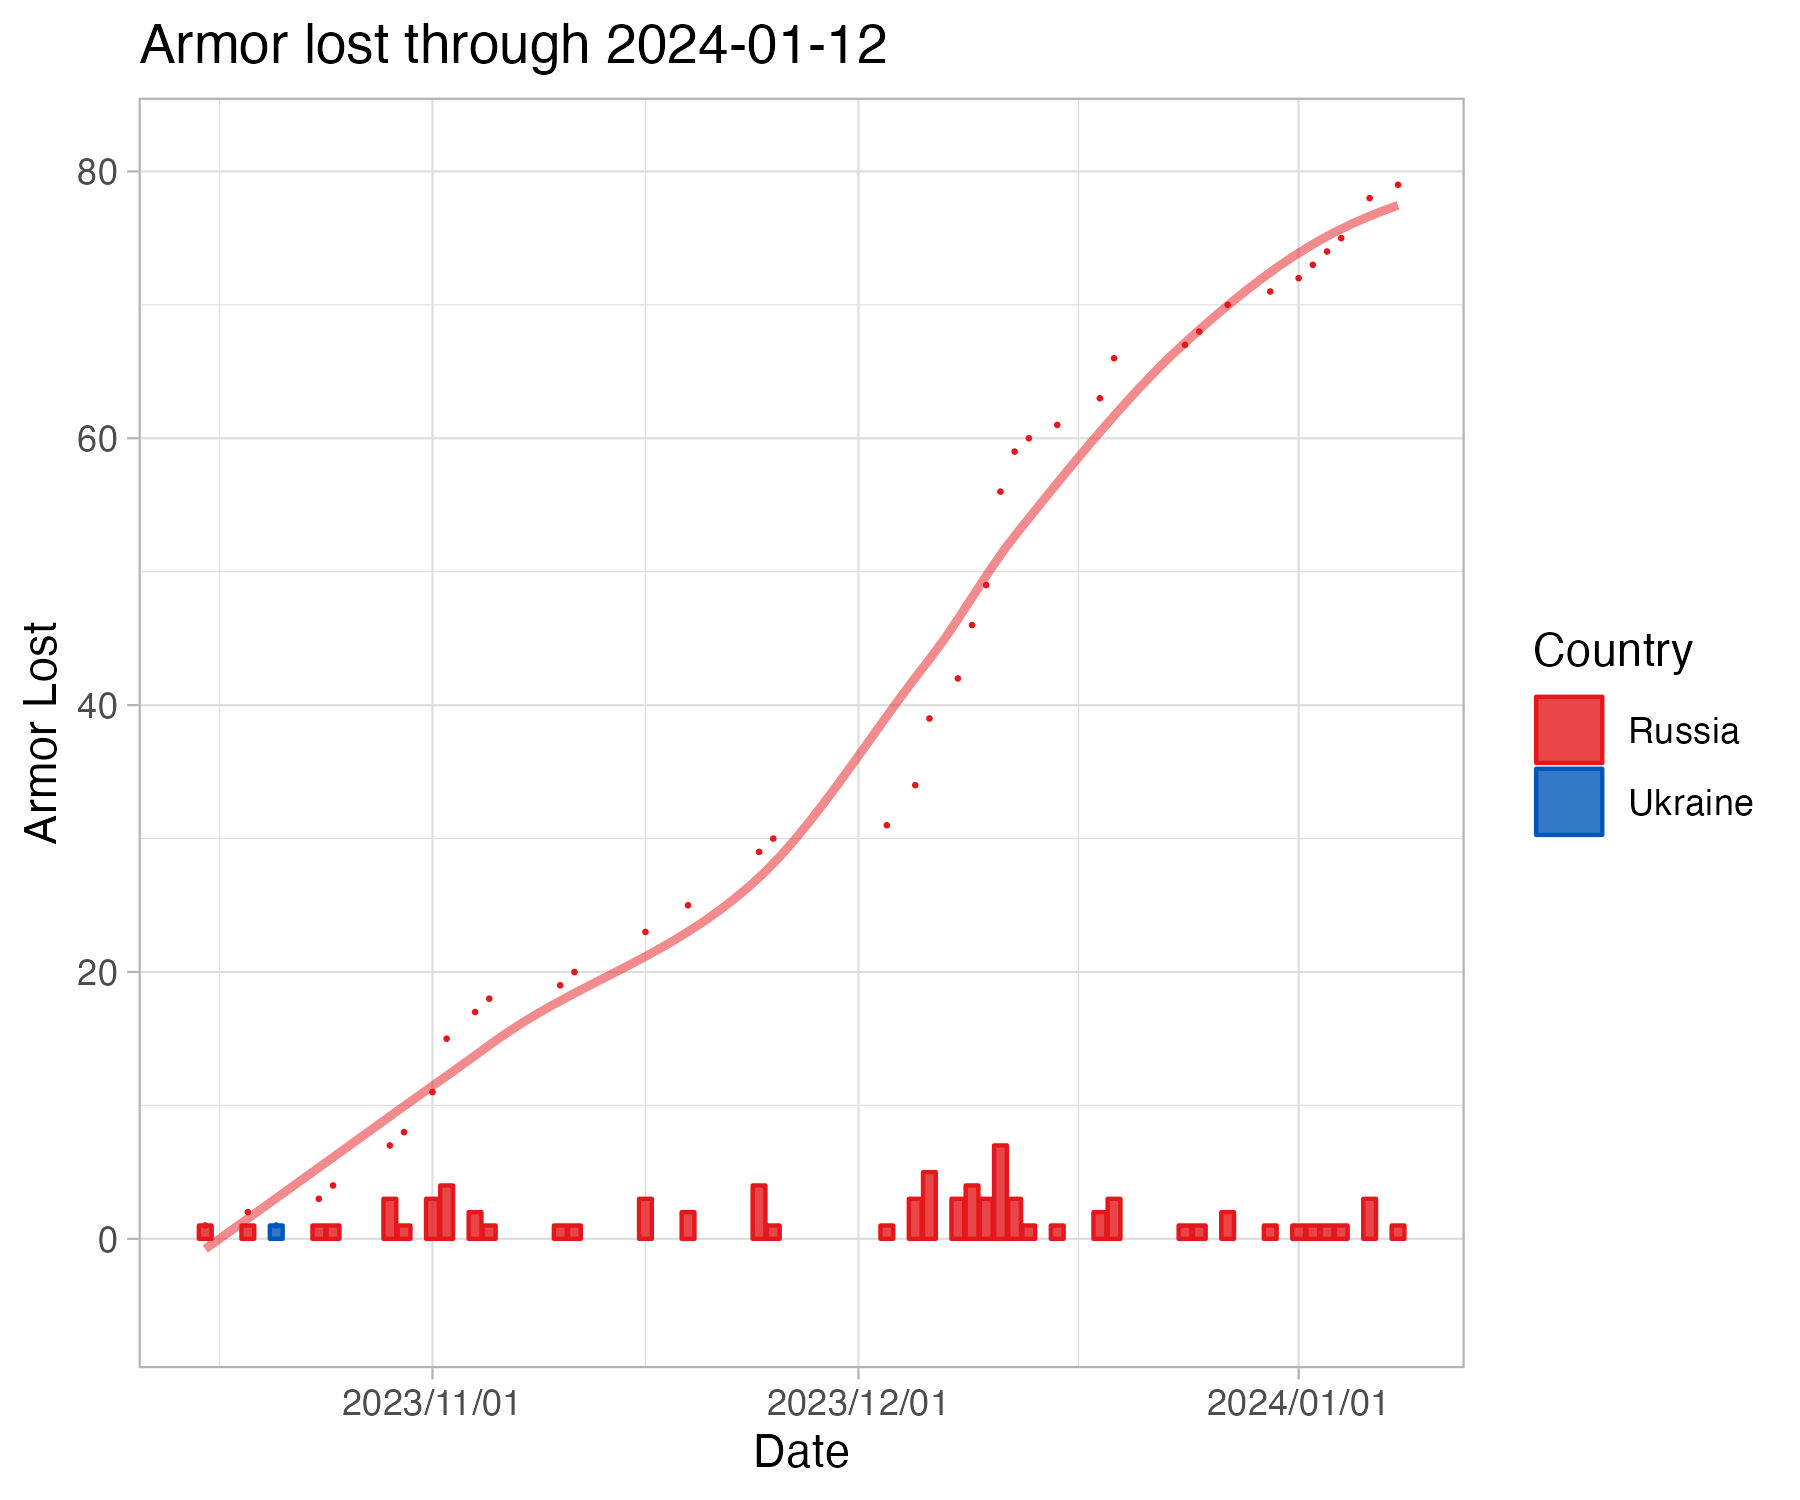 Armor lost through 2024-01-12
Armor Lost
80
60
40
20
0
2023/11/01
2023/12/01
2024/01/01
Date
Country
Russia
Ukraine